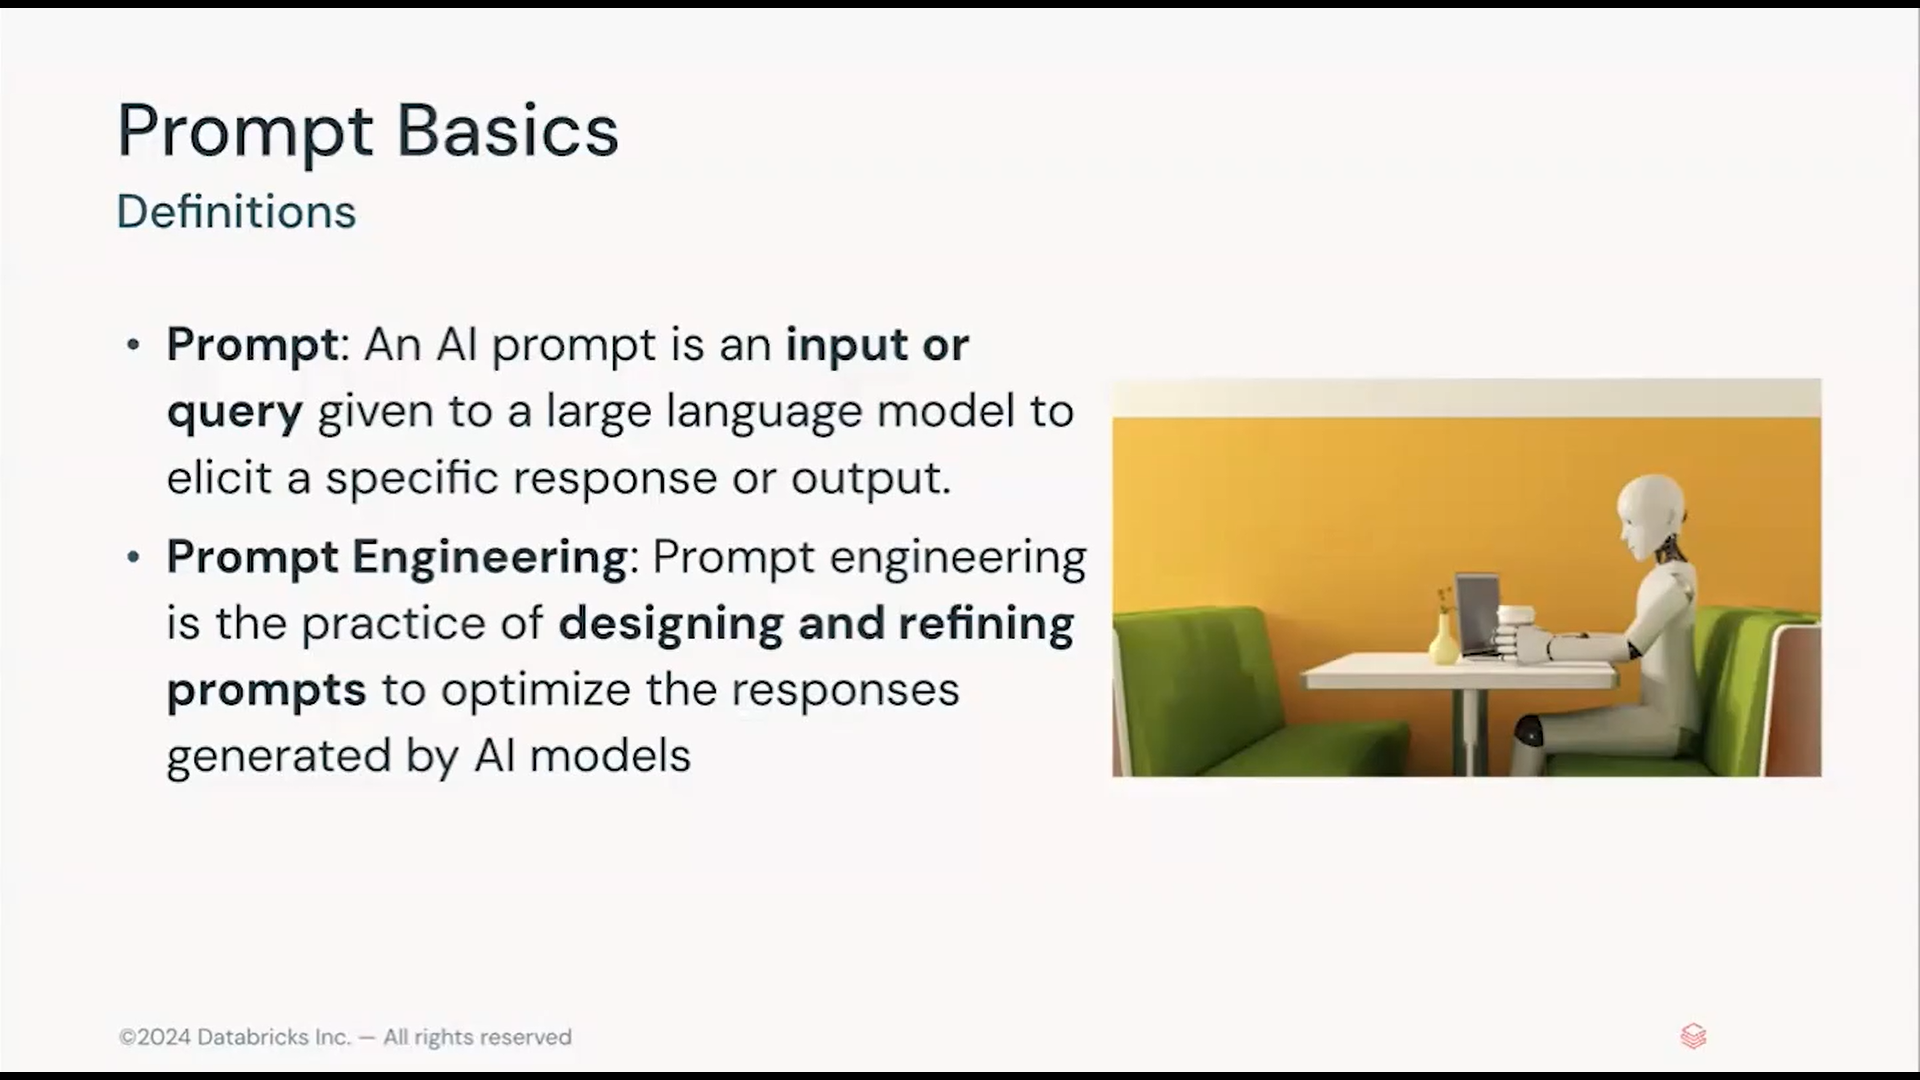 Prompt Basics
Definitions
• Prompt: An AI prompt is an input or
query given to a large language model to
elicit a specific response or output.
• Prompt Engineering: Prompt engineering
is the practice of designing and refining
prompts to optimize the responses
generated by AI models
©2024 Databricks Inc. — All rights reserved